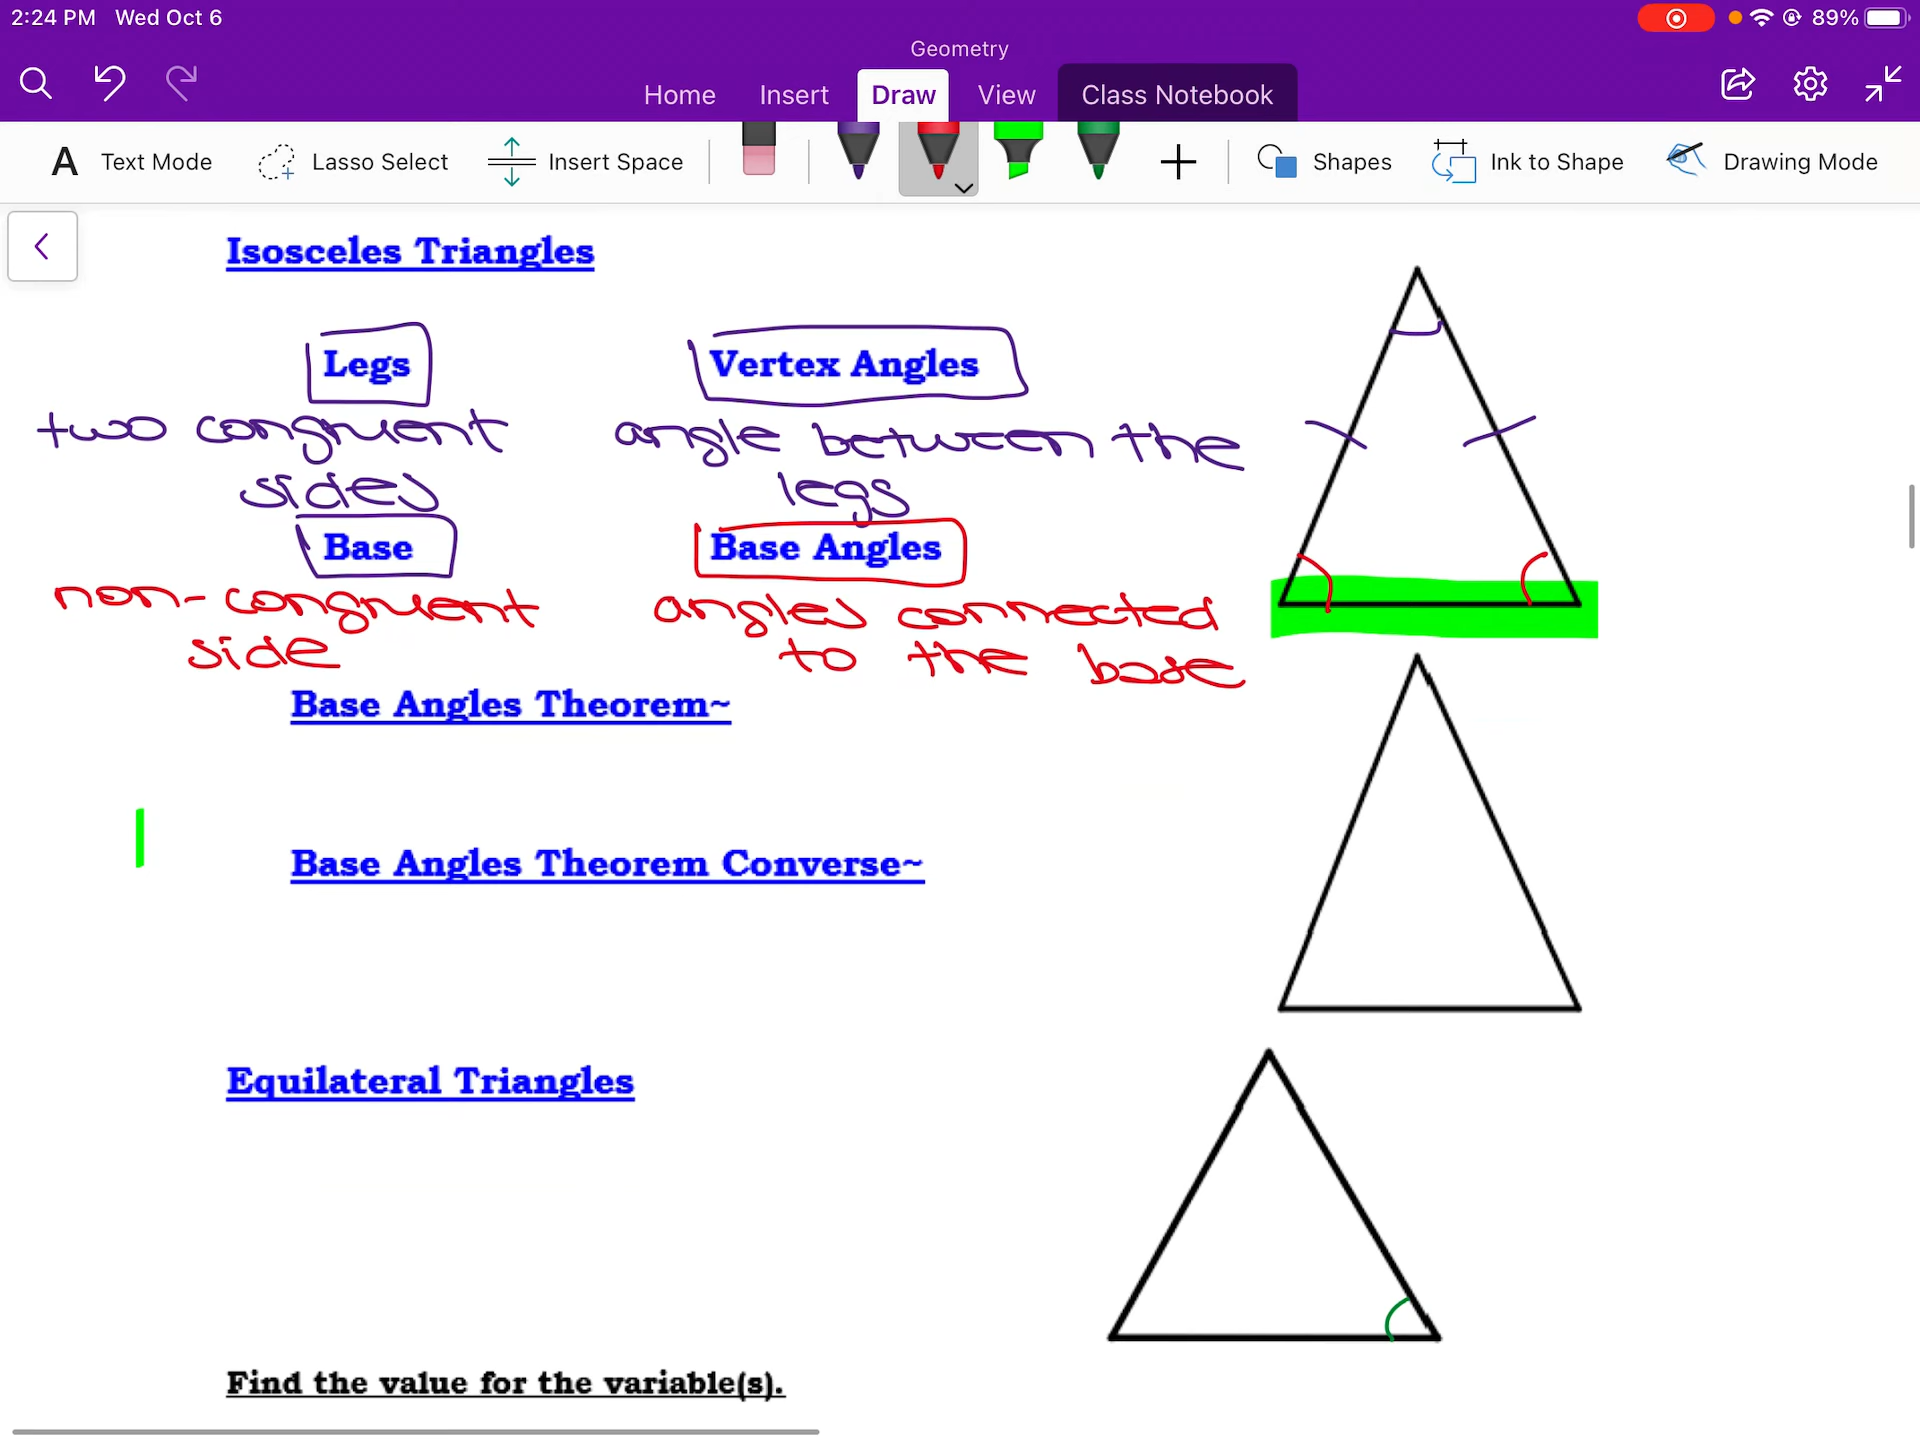 2:24 PM Wed Oct 6
89%
Geometry
Home Insert Draw View Class Notebook
A Text Mode Lasso Select Insert Space Shapes Ink to Shape Drawing Mode
Isosceles Triangles
Legs Vertex Angles
two congruent angle between the
sides legs
Base Base Angles
non-congruent angles connected
side to the base
Base Angles Theorem~
Base Angles Theorem Converse~
Equilateral Triangles
Find the value for the variable(s).